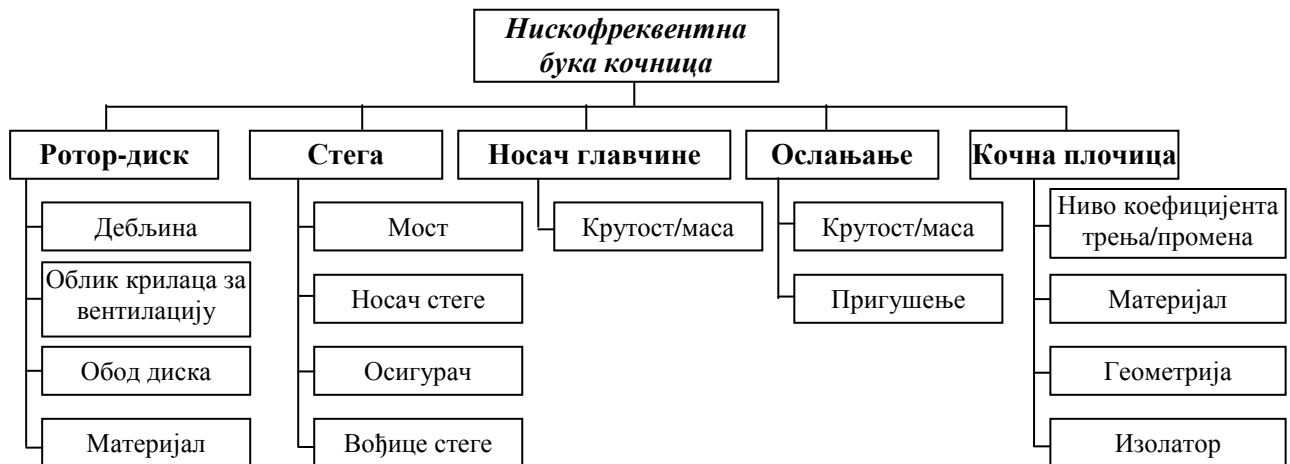 Нискофреквентна
бука кочница
Ротор-диск
Стега
Носач главчине
Ослањање
Кочна плочица
Дебљина
Облик крилаца за
вентилацију
Обод диска
Материјал
Мост
Носач стеге
Осигурач
Вођице стеге
Крутост/маса
Крутост/маса
Пригушење
Ниво коефицијента
трења/промена
Материјал
Геометрија
Изолатор